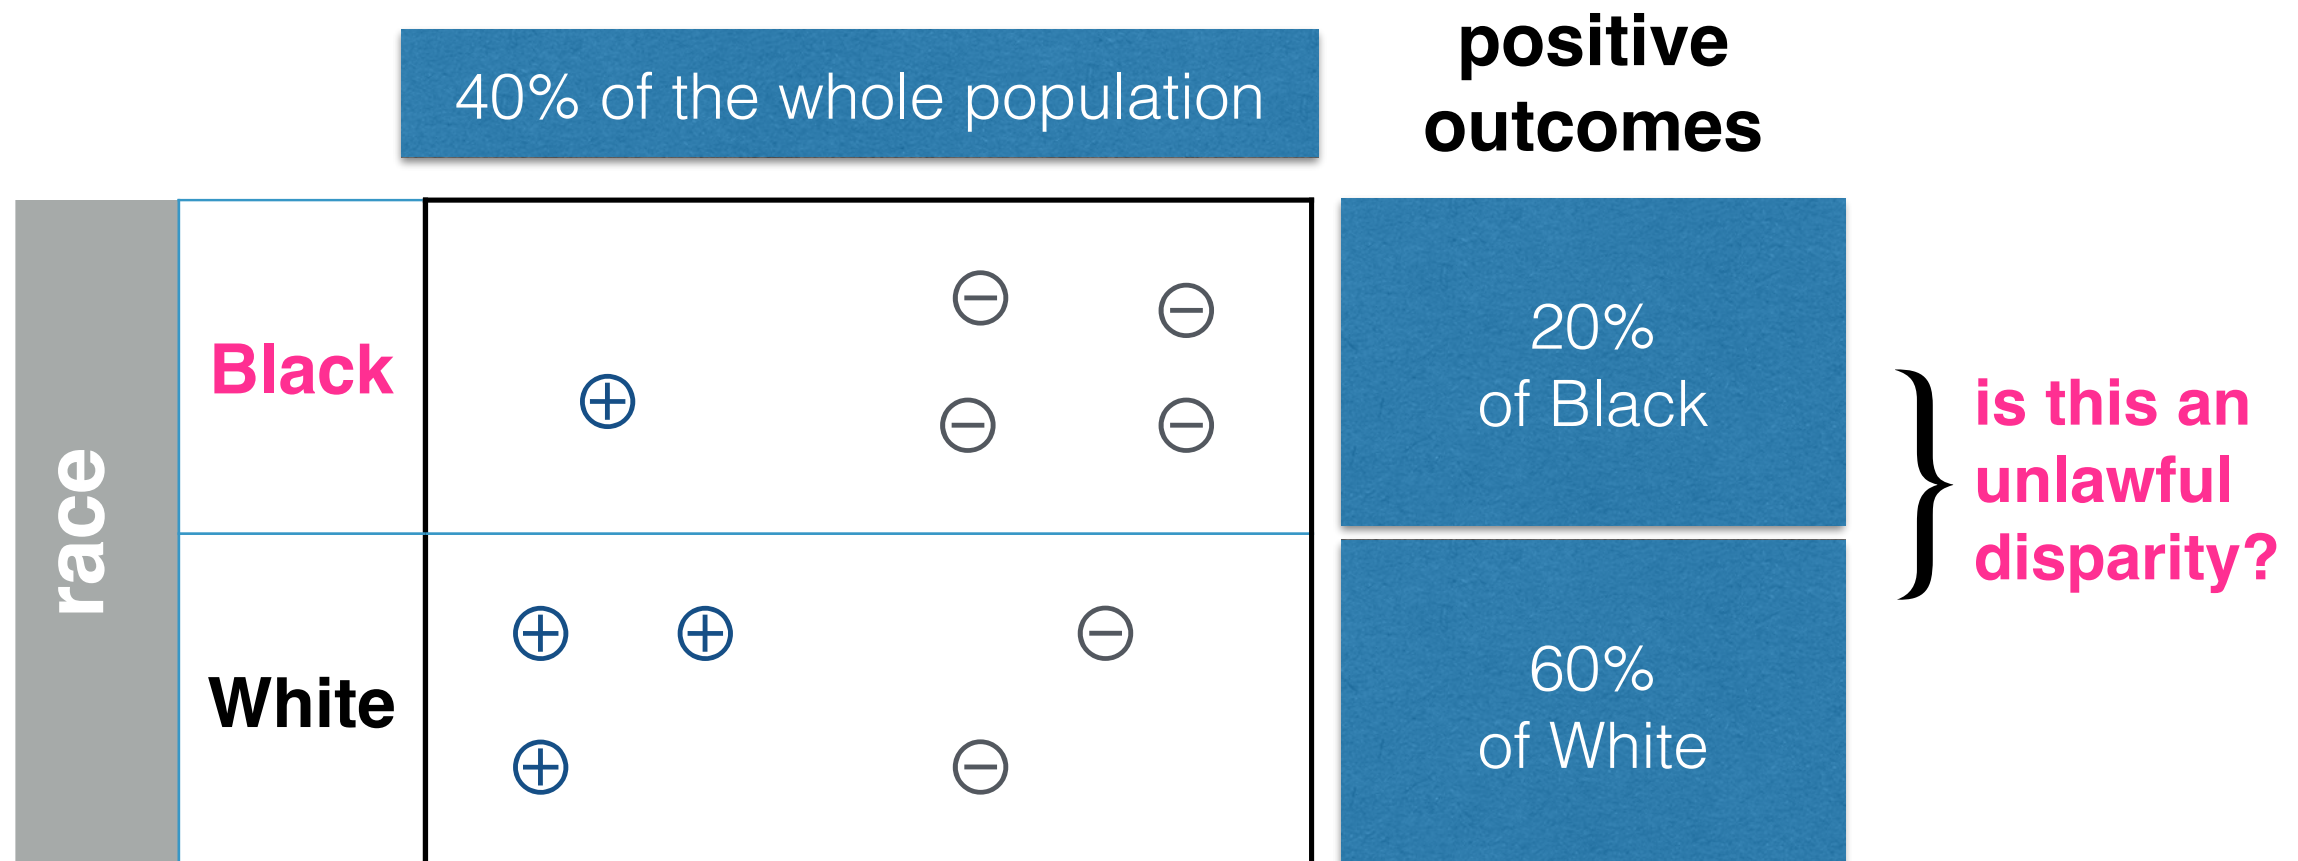 40% of the whole population
positive
outcomes
race
Black
20%
of Black
is this an
unlawful
disparity?
White
60%
of White